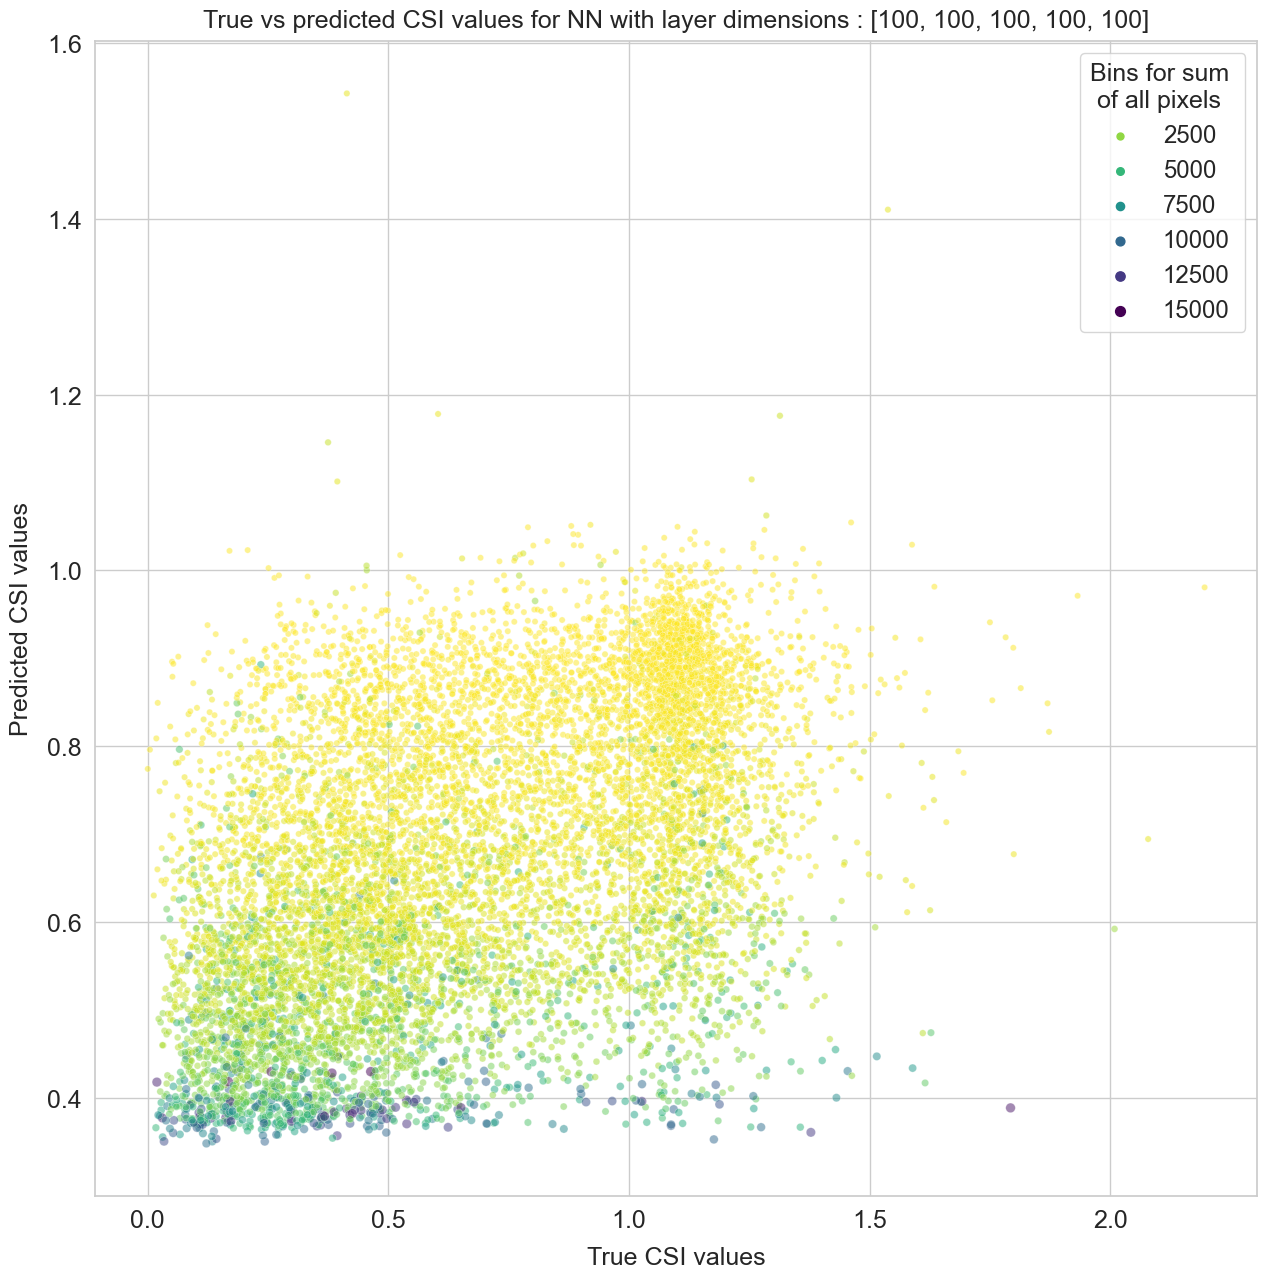 True vs predicted CSI values for NN with layer dimensions : [100, 100, 100, 100, 100]
1.6
1.4
1.2
1.0
0.8
0.6
0.4
Predicted CSI values
Bins for sum
of all pixels
2500
5000
7500
10000
12500
15000
0.0 0.5 1.0 1.5 2.0
True CSI values